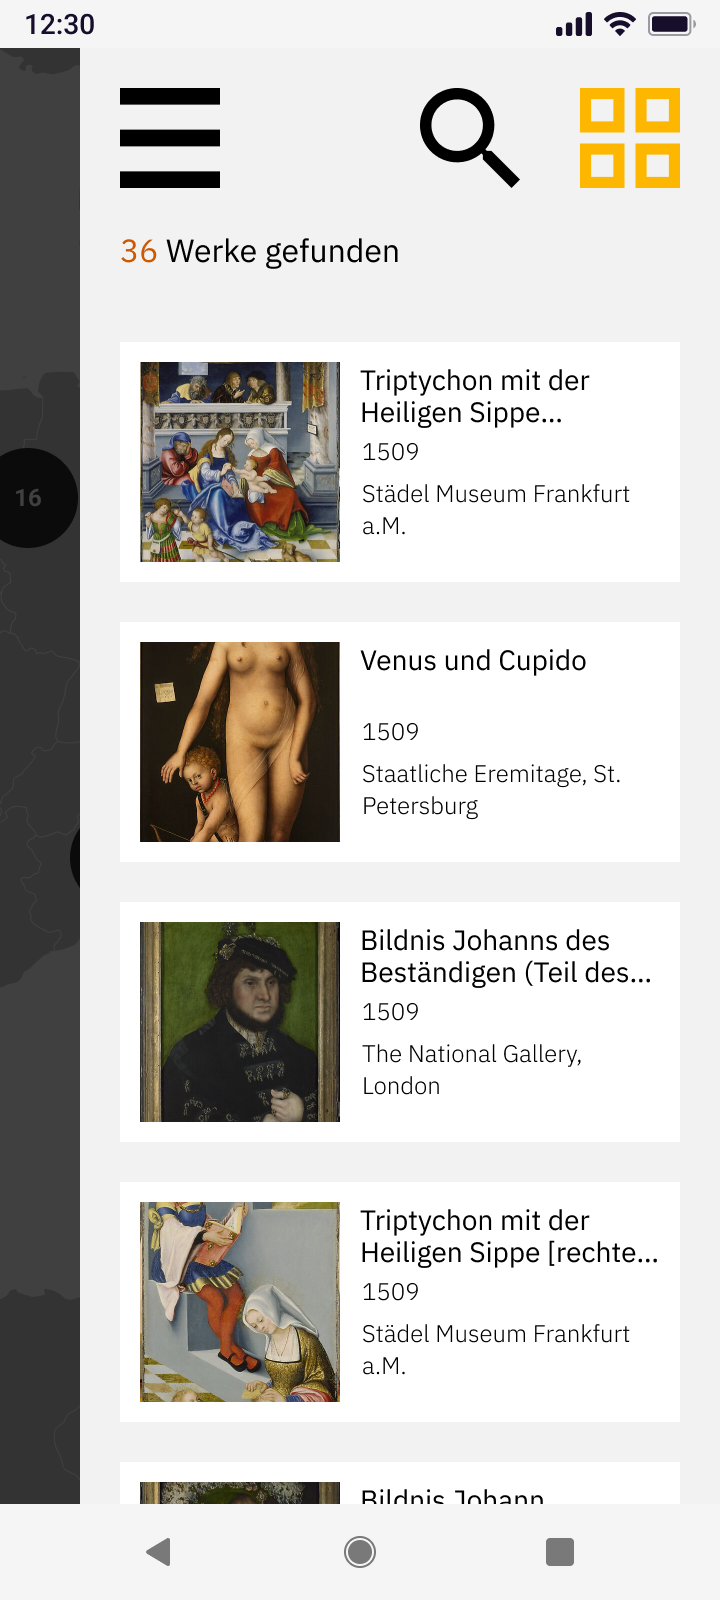 12:30
36 Werke gefunden
16
Triptychon mit der
Heiligen Sippe...
1509
Städel Museum Frankfurt
a.M.
Venus und Cupido
1509
Staatliche Eremitage, St.
Petersburg
Bildnis Johanns des
Beständigen (Teil des...
1509
The National Gallery,
London
Triptychon mit der
Heiligen Sippe [rechte...
1509
Städel Museum Frankfurt
a.M.
Bildnis Johann